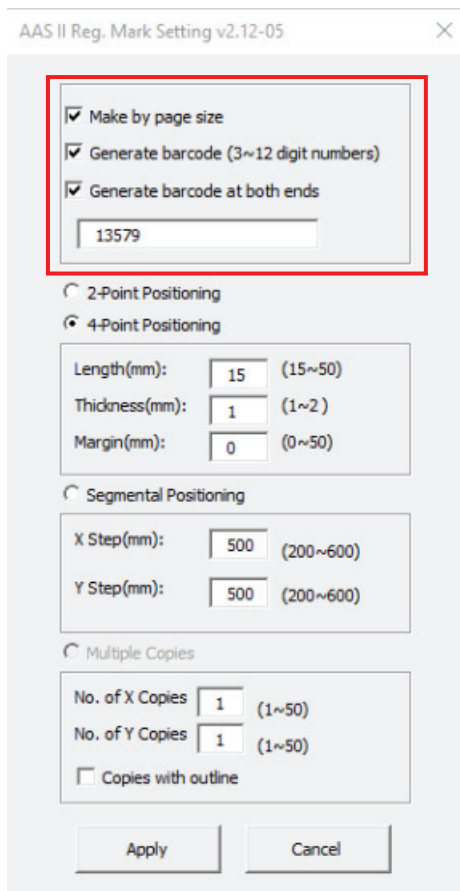 AAS II Reg. Mark Setting v2.12-05
Make by page size
Generate barcode (3~12 digit numbers)
Generate barcode at both ends
13579
2-Point Positioning
4-Point Positioning
Length(mm): 15 (15~50)
Thickness(mm): 1 (1~2 )
Margin(mm): 0 (0~50)
Segmental Positioning
X Step(mm): 500 (200~600)
Y Step(mm): 500 (200~600)
Multiple Copies
No. of X Copies 1 (1~50)
No. of Y Copies 1 (1~50)
Copies with outline
Apply Cancel